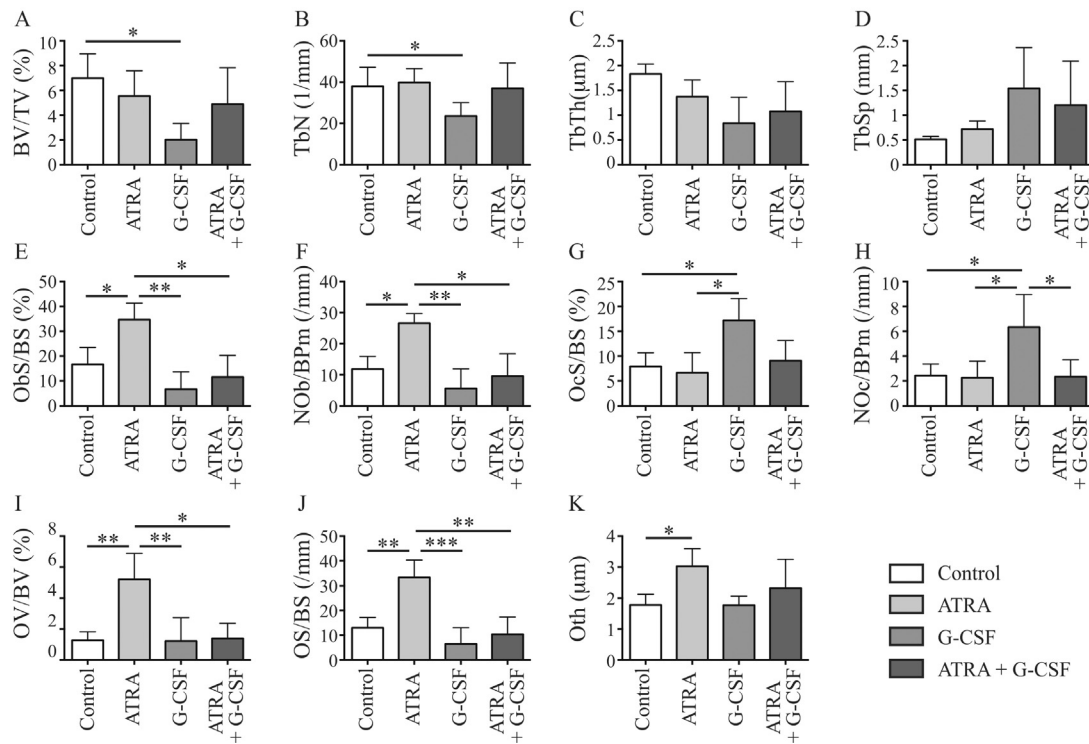 A
BV/TV (%)
10
8
6
4
2
0
*
Control
ATRA
G-CSF
ATRA
+ G-CSF
B
TbN (1/mm)
60
40
20
0
*
Control
ATRA
G-CSF
ATRA
+ G-CSF
C
TbTh(µm)
2.5
2
1.5
1
0.5
0
Control
ATRA
G-CSF
ATRA
+ G-CSF
D
TbSp (mm)
2.5
2
1.5
1
0.5
0
Control
ATRA
G-CSF
ATRA
+ G-CSF
E
ObS/BS (%)
50
40
30
20
10
0
*
* **
Control
ATRA
G-CSF
ATRA
+ G-CSF
F
NOb/BPm (/mm)
40
30
20
10
0
*
* **
Control
ATRA
G-CSF
ATRA
+ G-CSF
G
OcS/BS (%)
25
20
15
10
5
0
*
*
Control
ATRA
G-CSF
ATRA
+ G-CSF
H
NOc/BPm (/mm)
10
8
6
4
2
0
*
* *
Control
ATRA
G-CSF
ATRA
+ G-CSF
I
OV/BV (%)
8
6
4
2
0
*
** **
Control
ATRA
G-CSF
ATRA
+ G-CSF
J
OS/BS (/mm)
50
40
30
20
10
0
**
** ***
Control
ATRA
G-CSF
ATRA
+ G-CSF
K
Oth (µm)
4
3
2
1
0
*
Control
ATRA
G-CSF
ATRA
+ G-CSF
Control
ATRA
G-CSF
ATRA + G-CSF